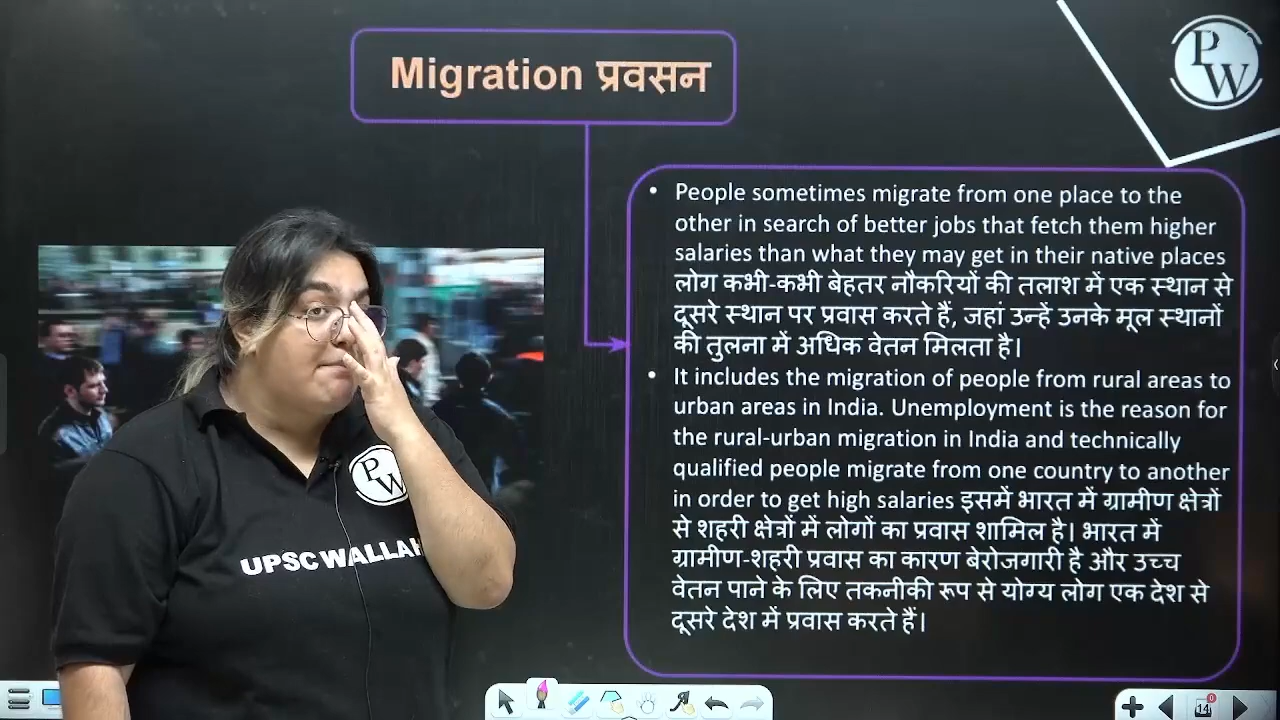 Migration प्रवसन
PW
• People sometimes migrate from one place to the
other in search of better jobs that fetch them higher
salaries than what they may get in their native places
लोग कभी-कभी बेहतर नौकरियों की तलाश में एक स्थान से
दूसरे स्थान पर प्रवास करते हैं, जहां उन्हें उनके मूल स्थानों
की तुलना में अधिक वेतन मिलता है।
• It includes the migration of people from rural areas to
urban areas in India. Unemployment is the reason for
the rural-urban migration in India and technically
qualified people migrate from one country to another
in order to get high salaries इसमें भारत में ग्रामीण क्षेत्रों
से शहरी क्षेत्रों में लोगों का प्रवास शामिल है। भारत में
ग्रामीण-शहरी प्रवास का कारण बेरोजगारी है और उच्च
वेतन पाने के लिए तकनीकी रूप से योग्य लोग एक देश से
दूसरे देश में प्रवास करते हैं।
PW
UPSC WALLAH
14